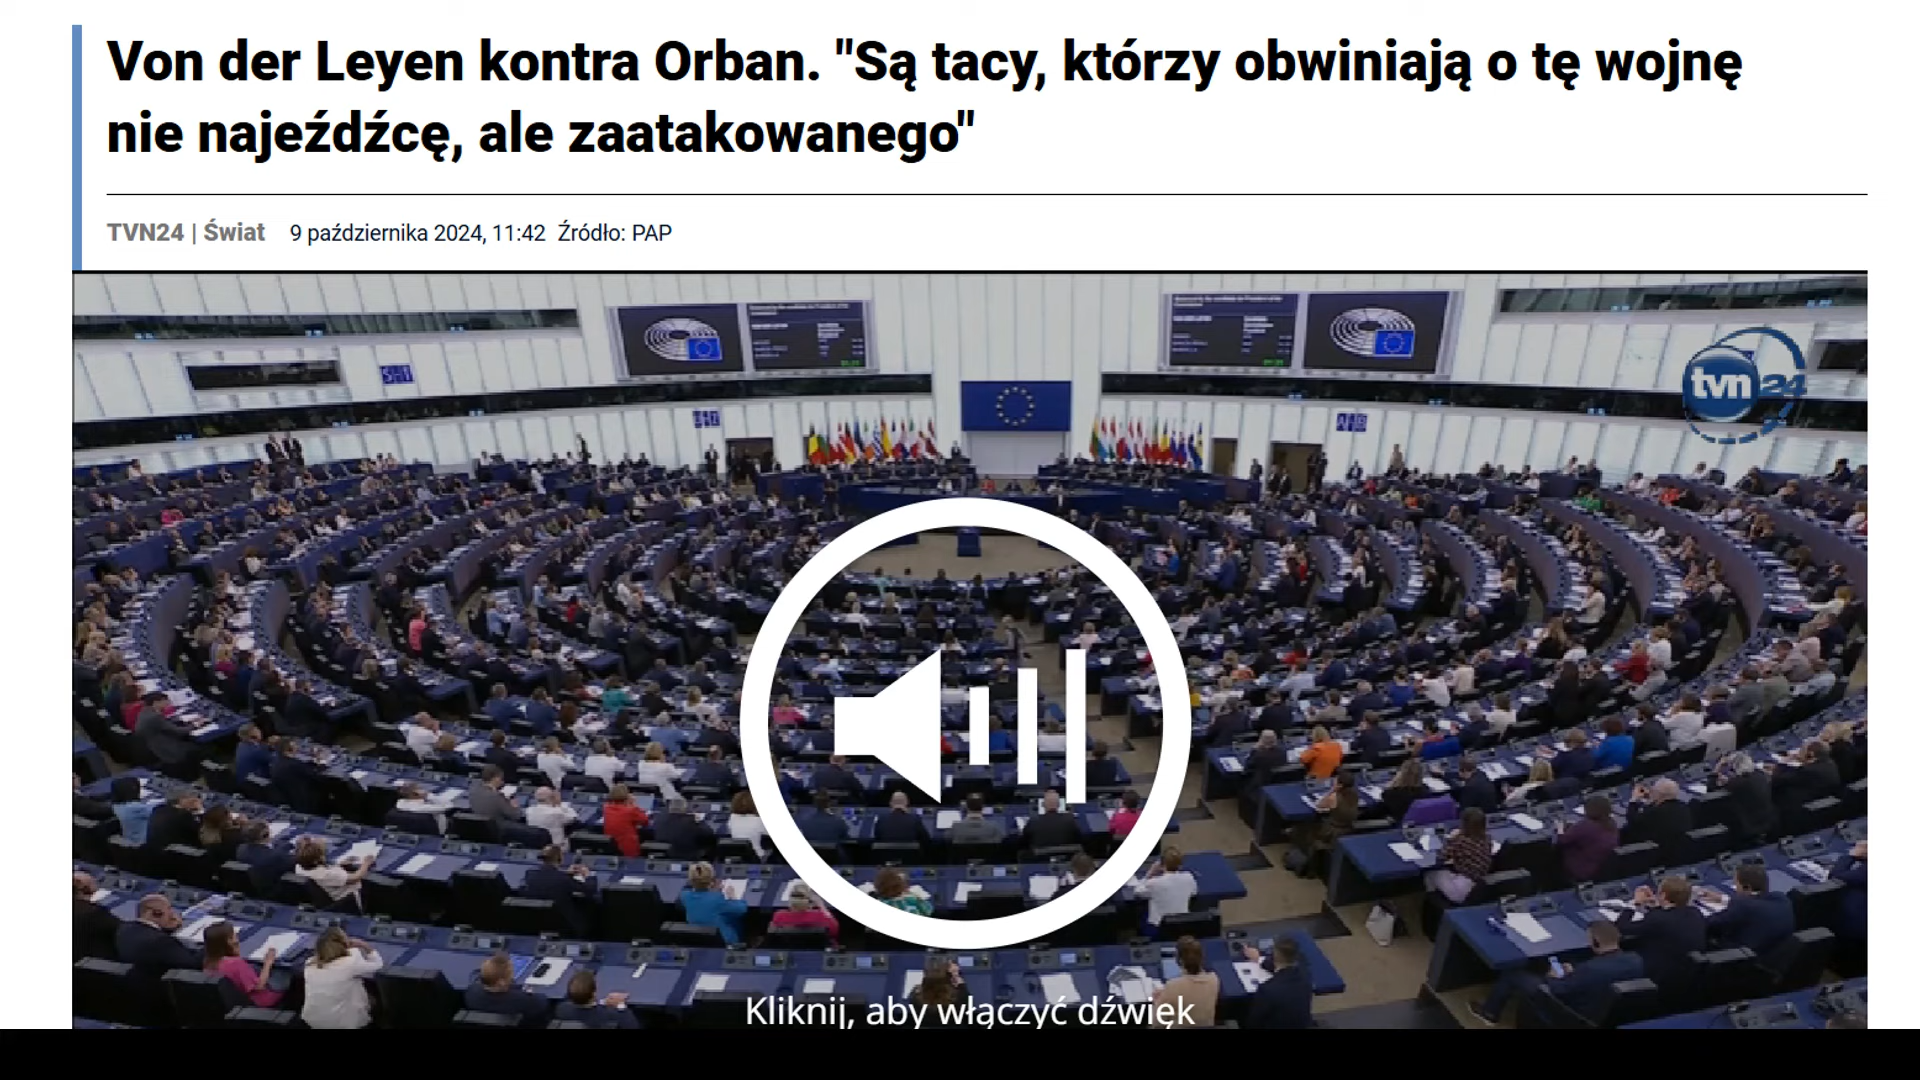 Von der Leyen kontra Orban. "Są tacy, którzy obwiniają o tę wojnę
nie najeźdźcę, ale zaatakowanego"
TVN24 | Świat 9 października 2024, 11:42 Źródło: PAP
tvn24
Kliknij, aby włączyć dźwięk